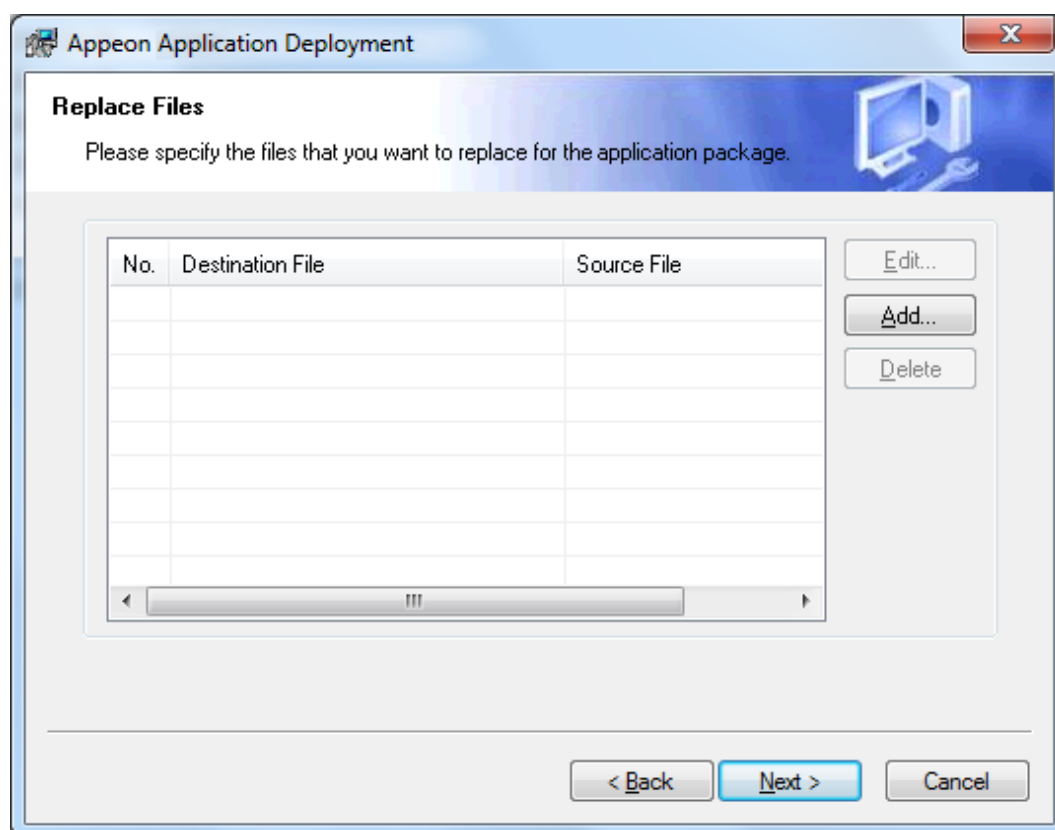 Appeon Application Deployment
x
Replace Files
Please specify the files that you want to replace for the application package.
No. Destination File Source File
Edit...
Add...
Delete
< Back Next > Cancel